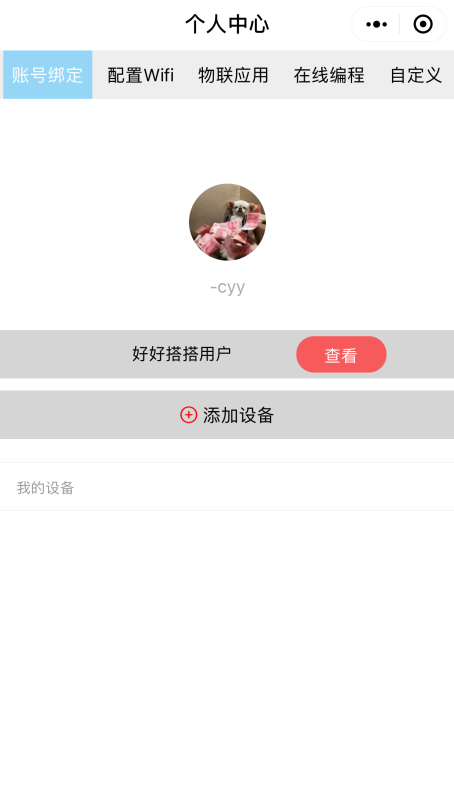 个人中心
账号绑定 配置Wifi 物联应用 在线编程 自定义
-cyy
好好搭搭用户 查看
添加设备
我的设备